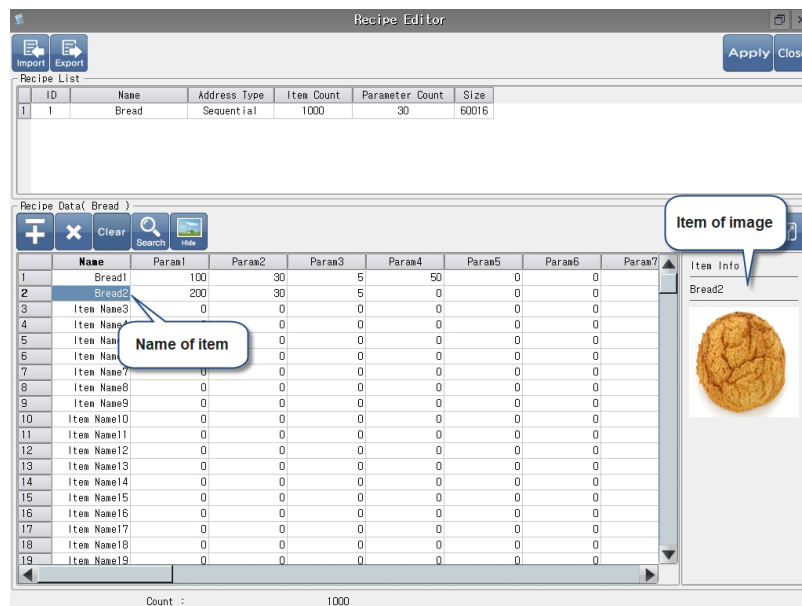 Recipe Editor
Import Export Apply Close
Recipe List
ID Name Address Type Item Count Parameter Count Size
1 1 Bread Sequential 1000 30 60016
Recipe Data( Bread )
Clear Search Hide
Item of image
Name Param1 Param2 Param3 Param4 Param5 Param6 Param7 Item Info
1 Bread1 100 30 5 50 0 0
2 Bread2 200 30 5 0 0 0 Bread2
3 Item Name3 0 0 0 0 0 0
4 Item Name4 0 0 0 0 0
5 Item Name 0 0 0 0 0
Name of item
6 Item Name 0 0 0 0 0
7 Item Name7 0 0 0 0 0 0
8 Item Name8 0 0 0 0 0 0
9 Item Name9 0 0 0 0 0 0
10 Item Name10 0 0 0 0 0 0
11 Item Name11 0 0 0 0 0 0
12 Item Name12 0 0 0 0 0 0
13 Item Name13 0 0 0 0 0 0
14 Item Name14 0 0 0 0 0 0
15 Item Name15 0 0 0 0 0 0
16 Item Name16 0 0 0 0 0 0
17 Item Name17 0 0 0 0 0 0
18 Item Name18 0 0 0 0 0 0
19 Item Name19 0 0 0 0 0 0
Count : 1000